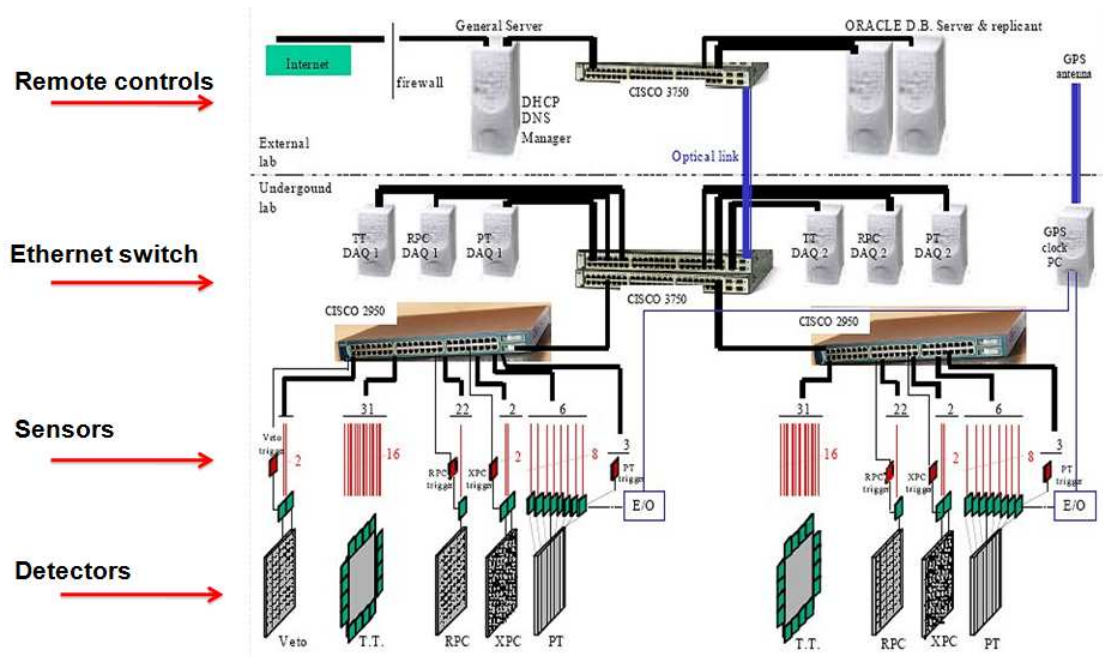 General Server
ORACLE D.B. Server & replicant
Internet
firewall
GPS
antenna
Remote controls
CISCO 3750
DHCP
DNS
Manager
External
lab
Optical link
Undergound
lab
TT
DAQ 1
RPC
DAQ 1
PT
DAQ 1
TT
DAQ 2
RPC
DAQ 2
PT
DAQ 2
GPS
clock
PC
Ethernet switch
CISCO 3750
CISCO 2950
CISCO 2950
31
22
2
6
3
31
22
2
6
3
Sensors
Veto
trigger
2
16
RPC
trigger
XPC
trigger
2
8
PT
trigger
16
RPC
trigger
XPC
trigger
2
8
PT
trigger
E/O
E/O
Detectors
Veto
T.T.
RPC
XPC
PT
T.T.
RPC
XPC
PT